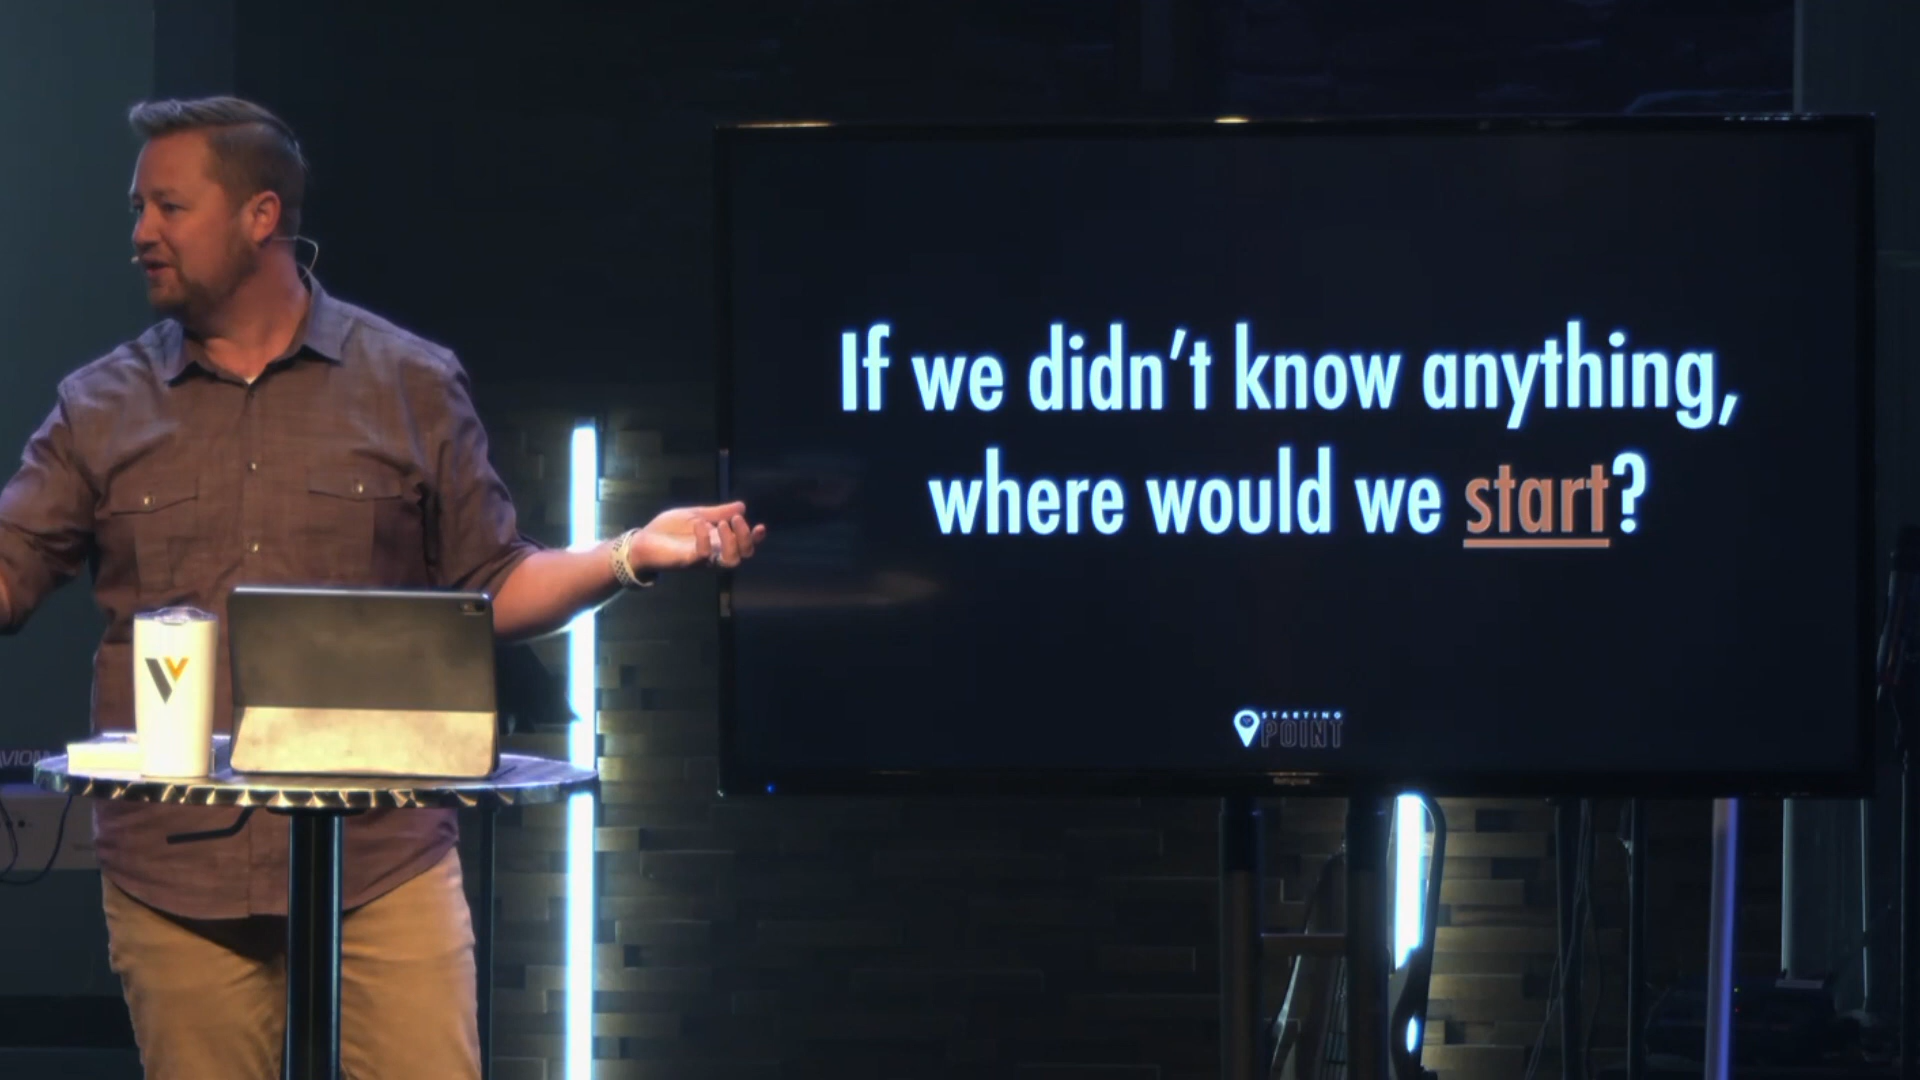 If we didn't know anything,
where would we start?
STARTING
POINT